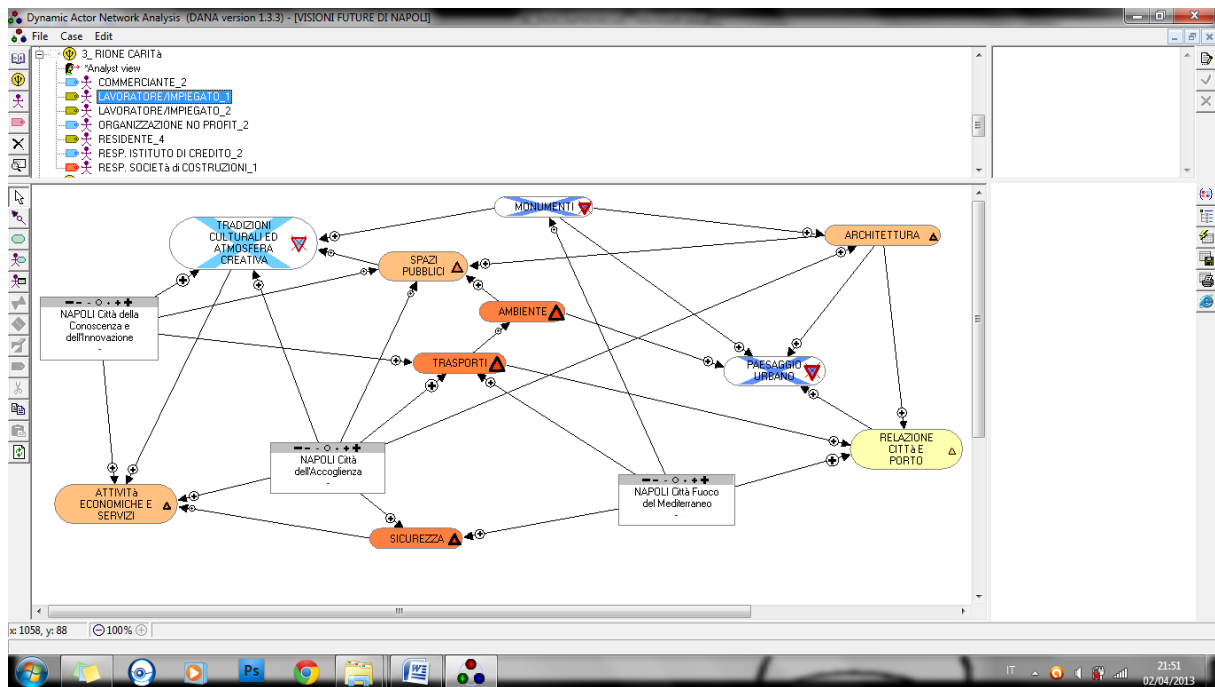 Dynamic Actor Network Analysis (DANA version 1.3.3) - [VISIONI FUTURE DI NAPOLI]
File Case Edit
3_ RIONE CARITà
*Analyst view
COMMERCIANTE_2
LAVORATORE/IMPIEGATO_1
LAVORATORE/IMPIEGATO_2
ORGANIZZAZIONE NO PROFIT_2
RESIDENTE_4
RESP. ISTITUTO DI CREDITO_2
RESP. SOCIETà di COSTRUZIONI_1
MONUMENTI
TRADIZIONI
CULTURALI ED
ATMOSFERA
CREATIVA
ARCHITETTURA
SPAZI
PUBBLICI
AMBIENTE
NAPOLI Città della
Conoscenza e
dell'Innovazione
-
TRASPORTI
PAESAGGIO
URBANO
RELAZIONE
CITTà E
PORTO
NAPOLI Città
dell'Accoglienza
-
NAPOLI Città Fuoco
del Mediterraneo
-
ATTIVITà
ECONOMICHE E
SERVIZI
SICUREZZA
x: 1058, y: 88 100%
Ps
IT
21:51
02/04/2013